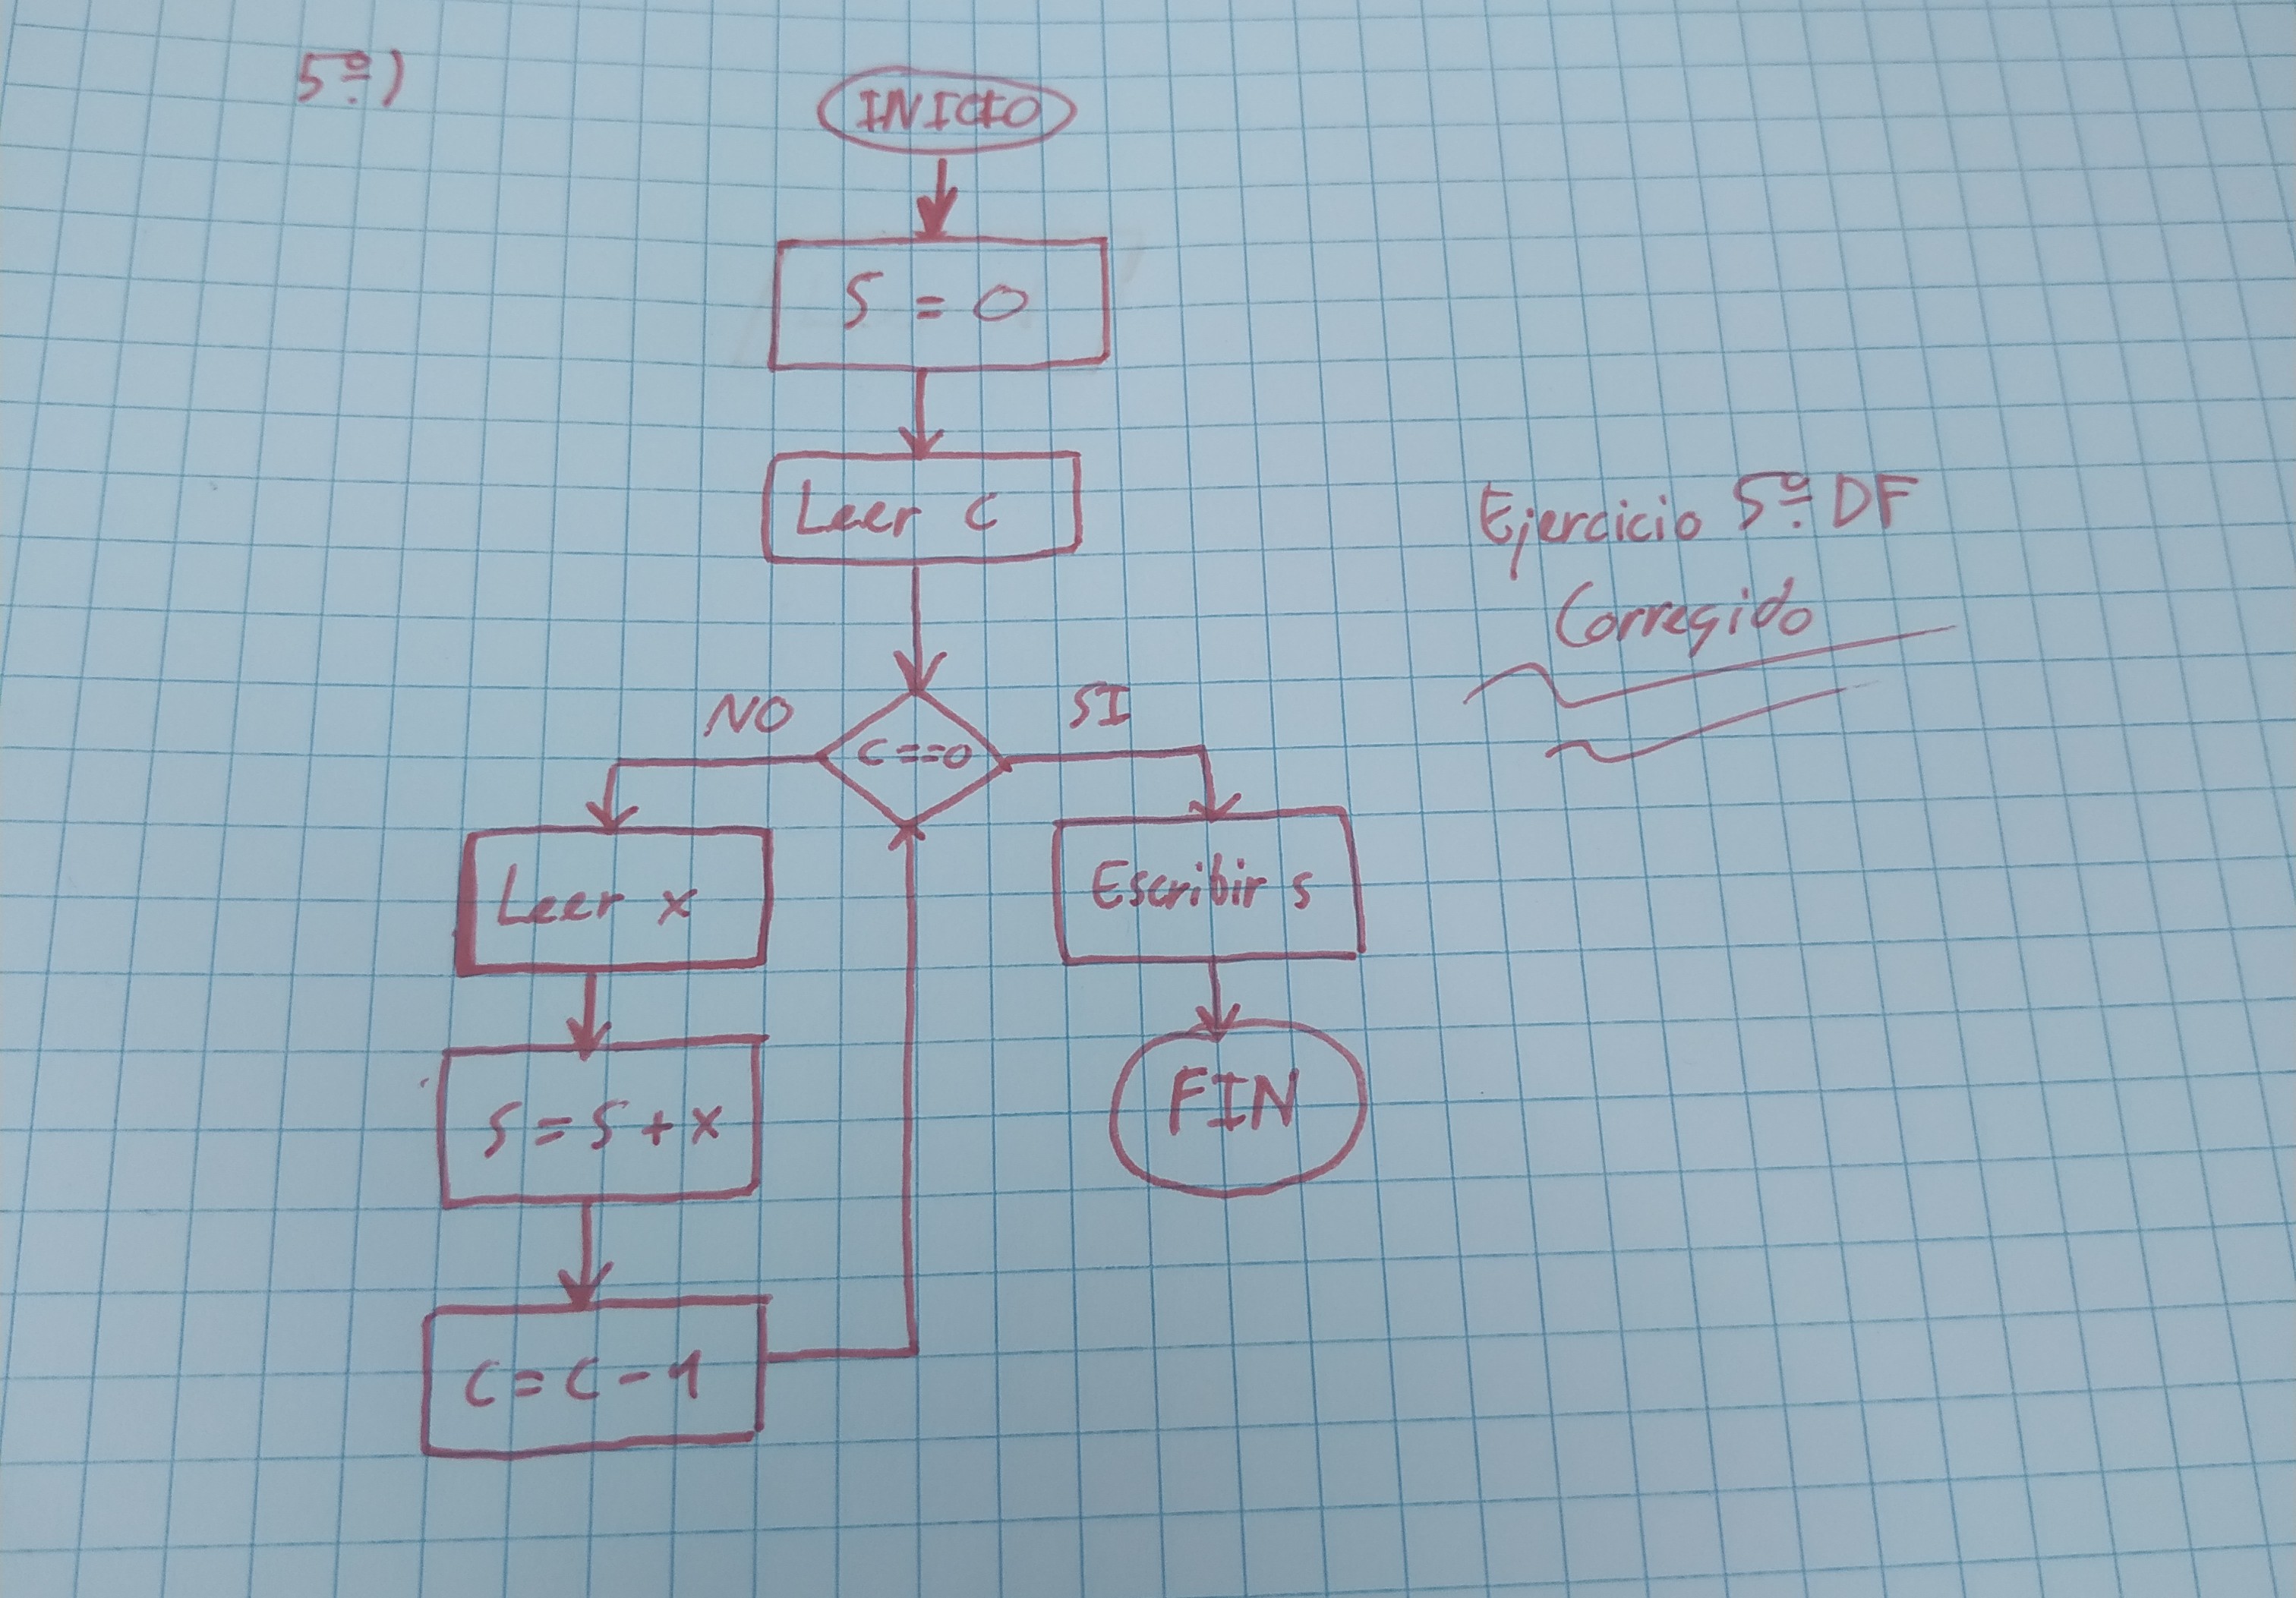 5º)
INICIO
S = 0
Leer C
Ejercicio 5º DF
Corregido
NO
SI
C==0
Leer x
Escribir s
S = S + x
FIN
C = C - 1